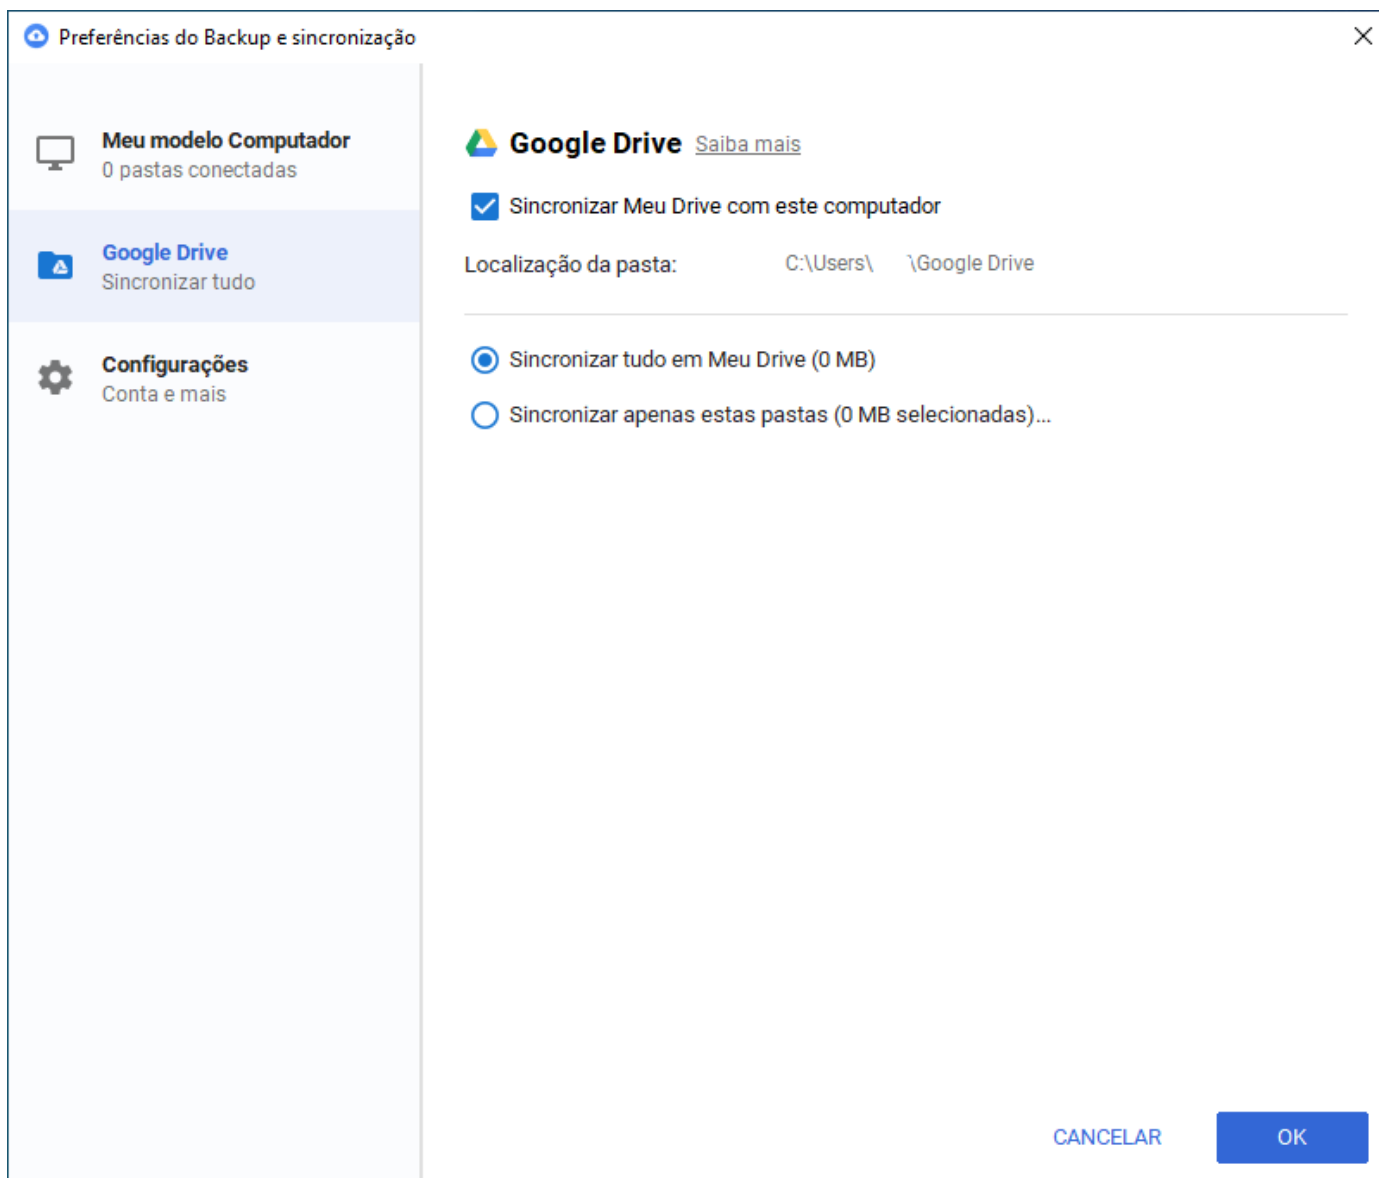 Preferências do Backup e sincronização
Meu modelo Computador
0 pastas conectadas
Google Drive
Sincronizar tudo
Configurações
Conta e mais
Google Drive Saiba mais
Sincronizar Meu Drive com este computador
Localização da pasta: C:\Users\ \Google Drive
Sincronizar tudo em Meu Drive (0 MB)
Sincronizar apenas estas pastas (0 MB selecionadas)...
CANCELAR OK